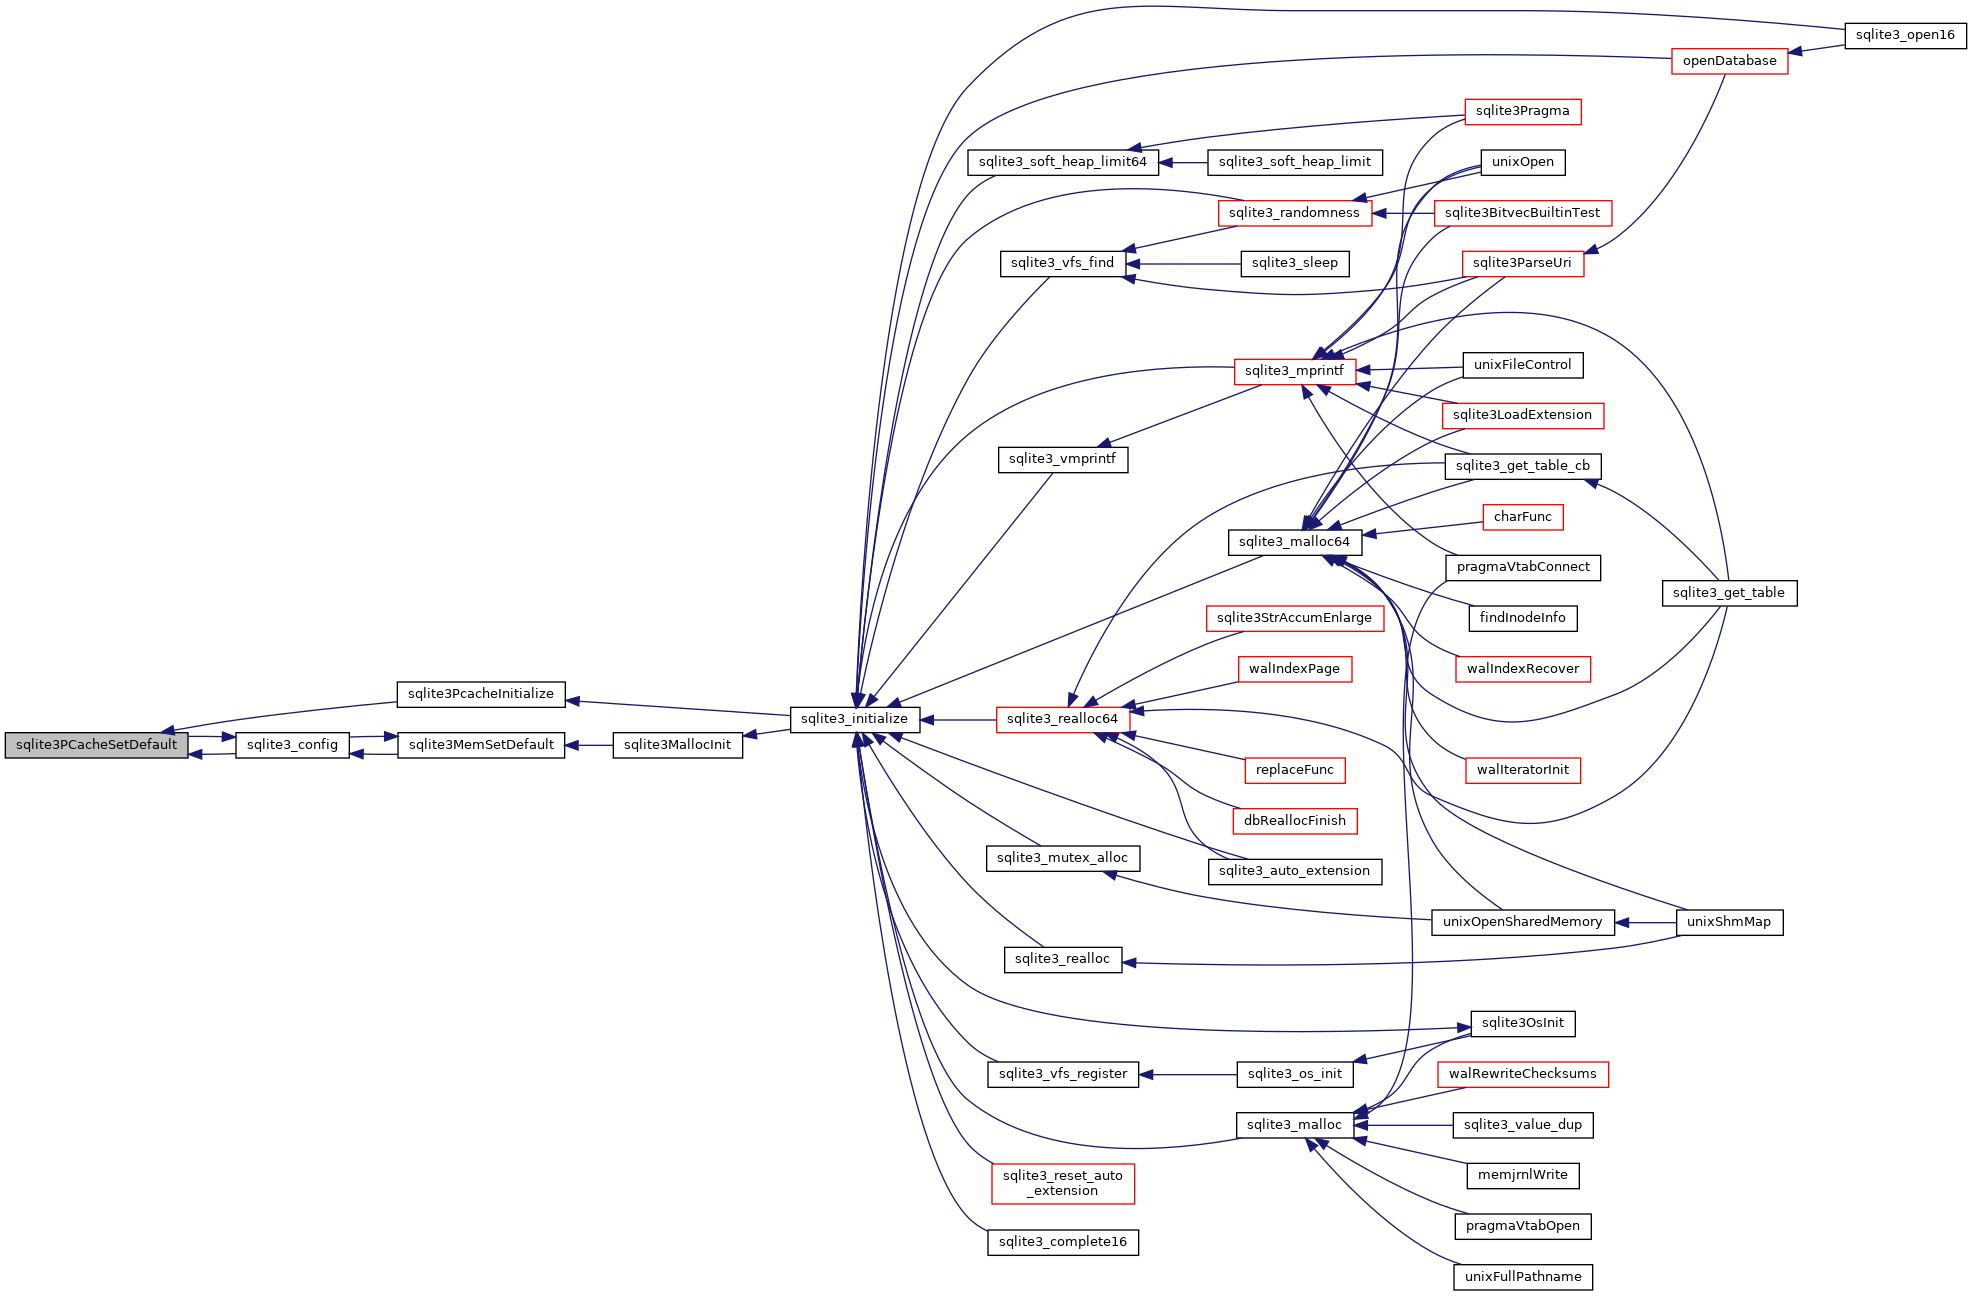 sqlite3_open16
openDatabase
sqlite3Pragma
sqlite3_soft_heap_limit64
sqlite3_soft_heap_limit
unixOpen
sqlite3_randomness
sqlite3BitvecBuiltinTest
sqlite3_vfs_find
sqlite3_sleep
sqlite3ParseUri
sqlite3_mprintf
unixFileControl
sqlite3LoadExtension
sqlite3_vmprintf
sqlite3_get_table_cb
charFunc
sqlite3_malloc64
pragmaVtabConnect
sqlite3_get_table
sqlite3StrAccumEnlarge
findInodeInfo
walIndexPage
walIndexRecover
sqlite3PcacheInitialize
sqlite3_initialize
sqlite3_realloc64
sqlite3PCacheSetDefault
sqlite3_config
sqlite3MemSetDefault
sqlite3MallocInit
replaceFunc
walIteratorInit
dbReallocFinish
sqlite3_mutex_alloc
sqlite3_auto_extension
unixOpenSharedMemory
unixShmMap
sqlite3_realloc
sqlite3OsInit
sqlite3_vfs_register
sqlite3_os_init
walRewriteChecksums
sqlite3_malloc
sqlite3_value_dup
memjrnlWrite
sqlite3_reset_auto
_extension
pragmaVtabOpen
sqlite3_complete16
unixFullPathname